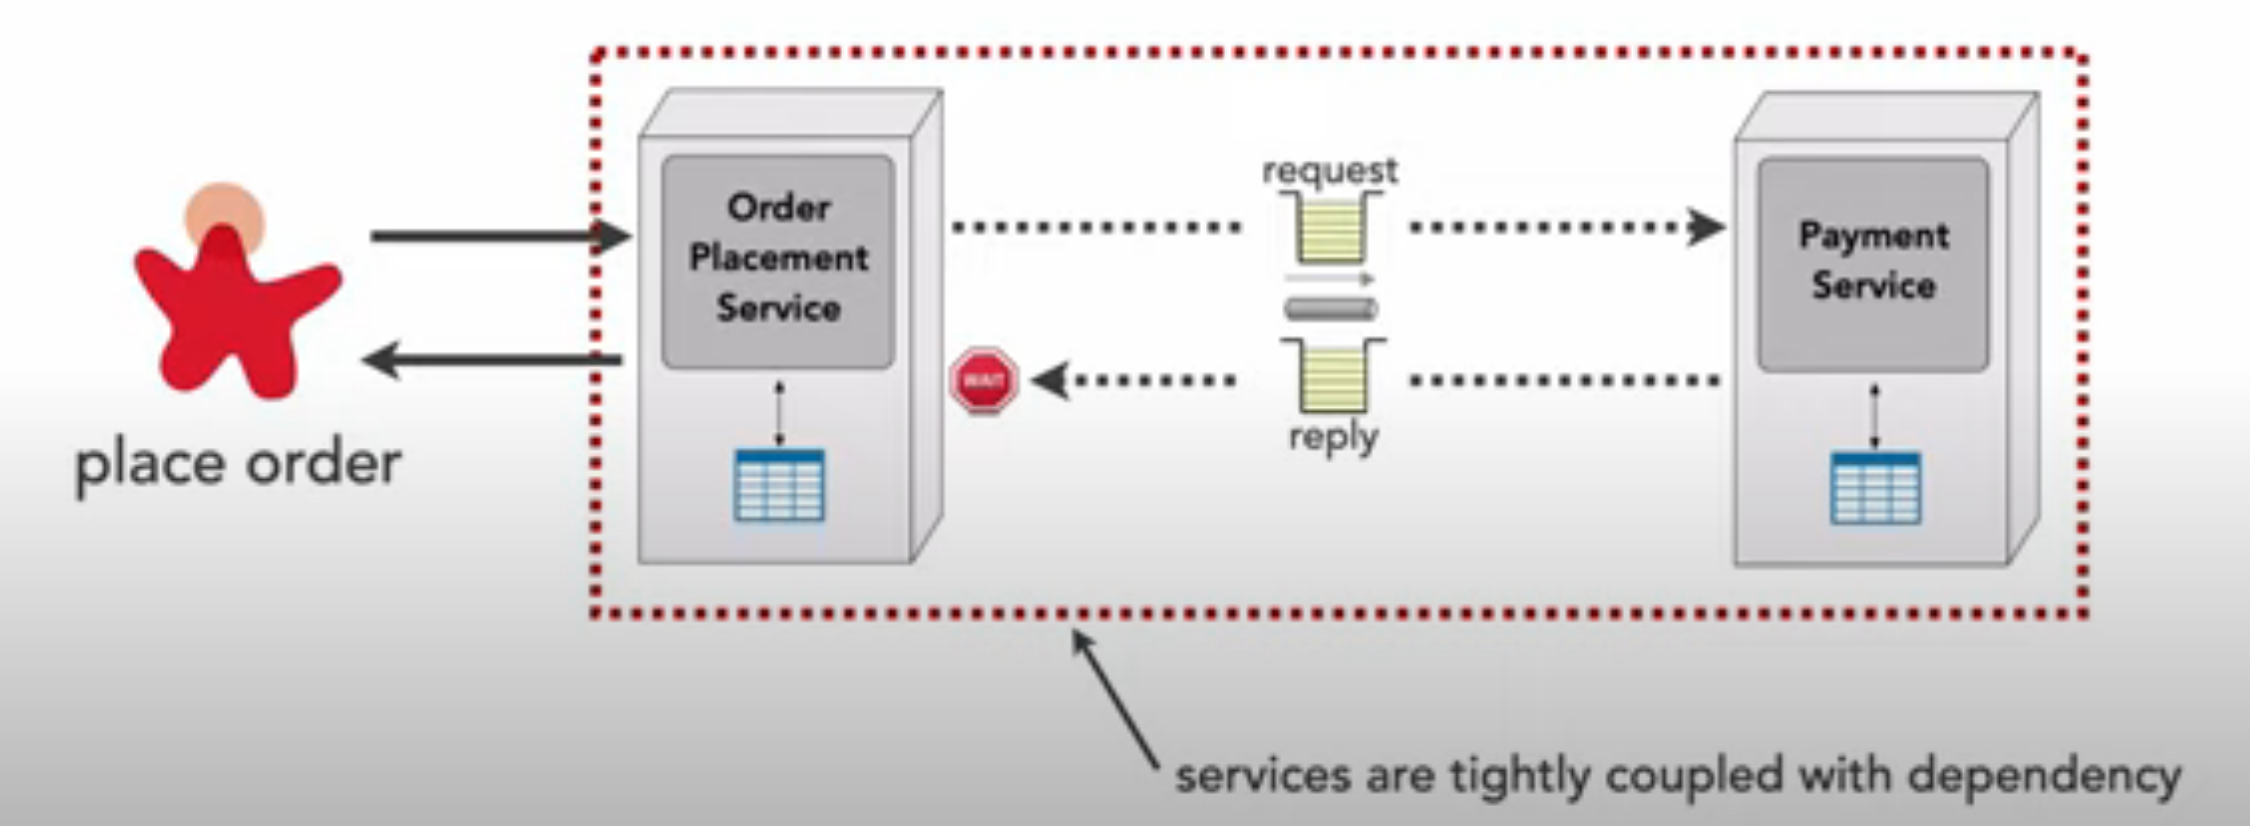 request
Order
Placement
Service
Payment
Service
WAIT
reply
place order
services are tightly coupled with dependency